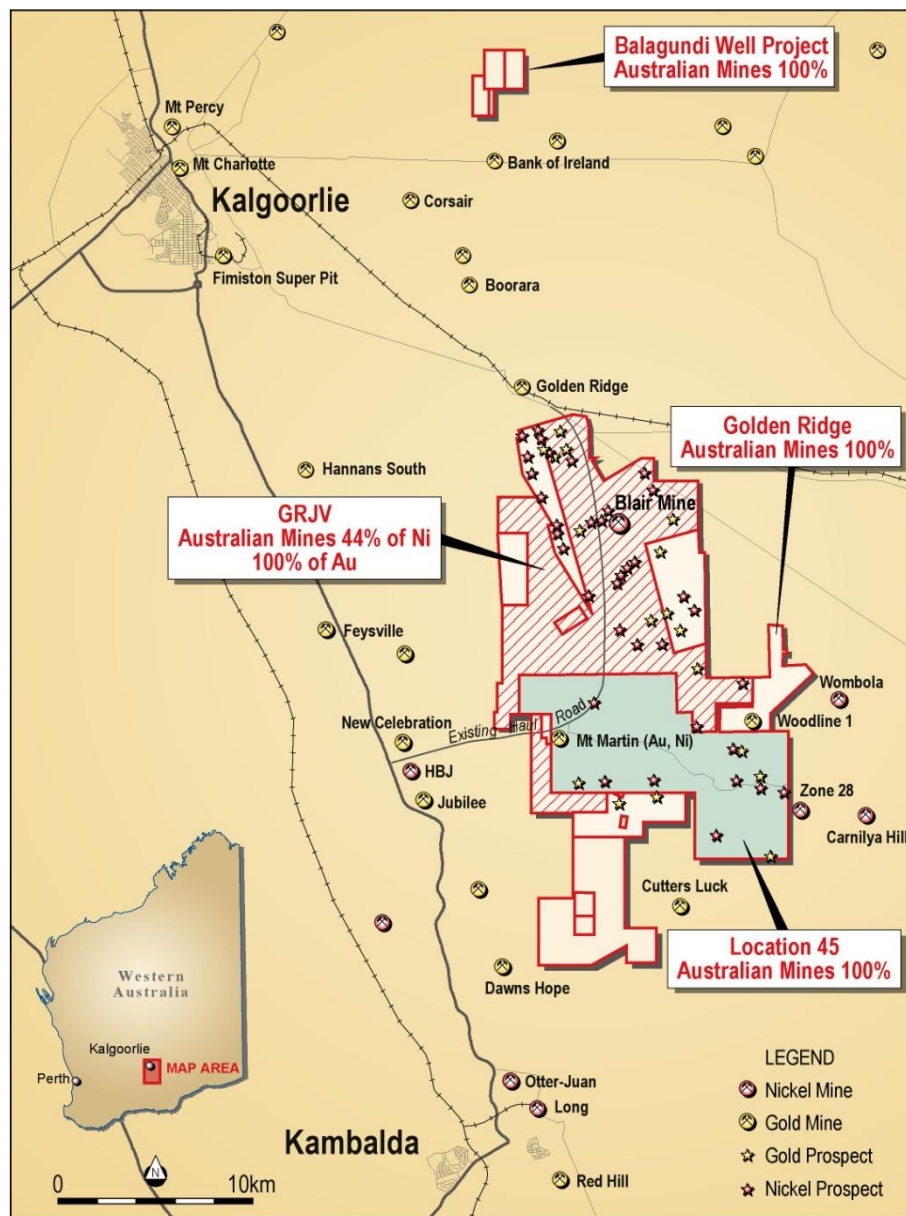 Balagundi Well Project
Australian Mines 100%
Mt Percy
Mt Charlotte
Bank of Ireland
Kalgoorlie
Corsair
Fimiston Super Pit
Boorara
Golden Ridge
Golden Ridge
Australian Mines 100%
Hannans South
Blair Mine
GRJV
Australian Mines 44% of Ni
100% of Au
Feysville
Wombola
Woodline 1
New Celebration
Existing Haul Road
Mt Martin (Au, Ni)
HBJ
Jubilee
Zone 28
Carnilya Hill
Cutters Luck
Location 45
Australian Mines 100%
Dawns Hope
Western
Australia
Kalgoorlie
Perth
MAP AREA
LEGEND
Nickel Mine
Gold Mine
Gold Prospect
Nickel Prospect
Otter-Juan
Long
Kambalda
Red Hill
N
0 10km